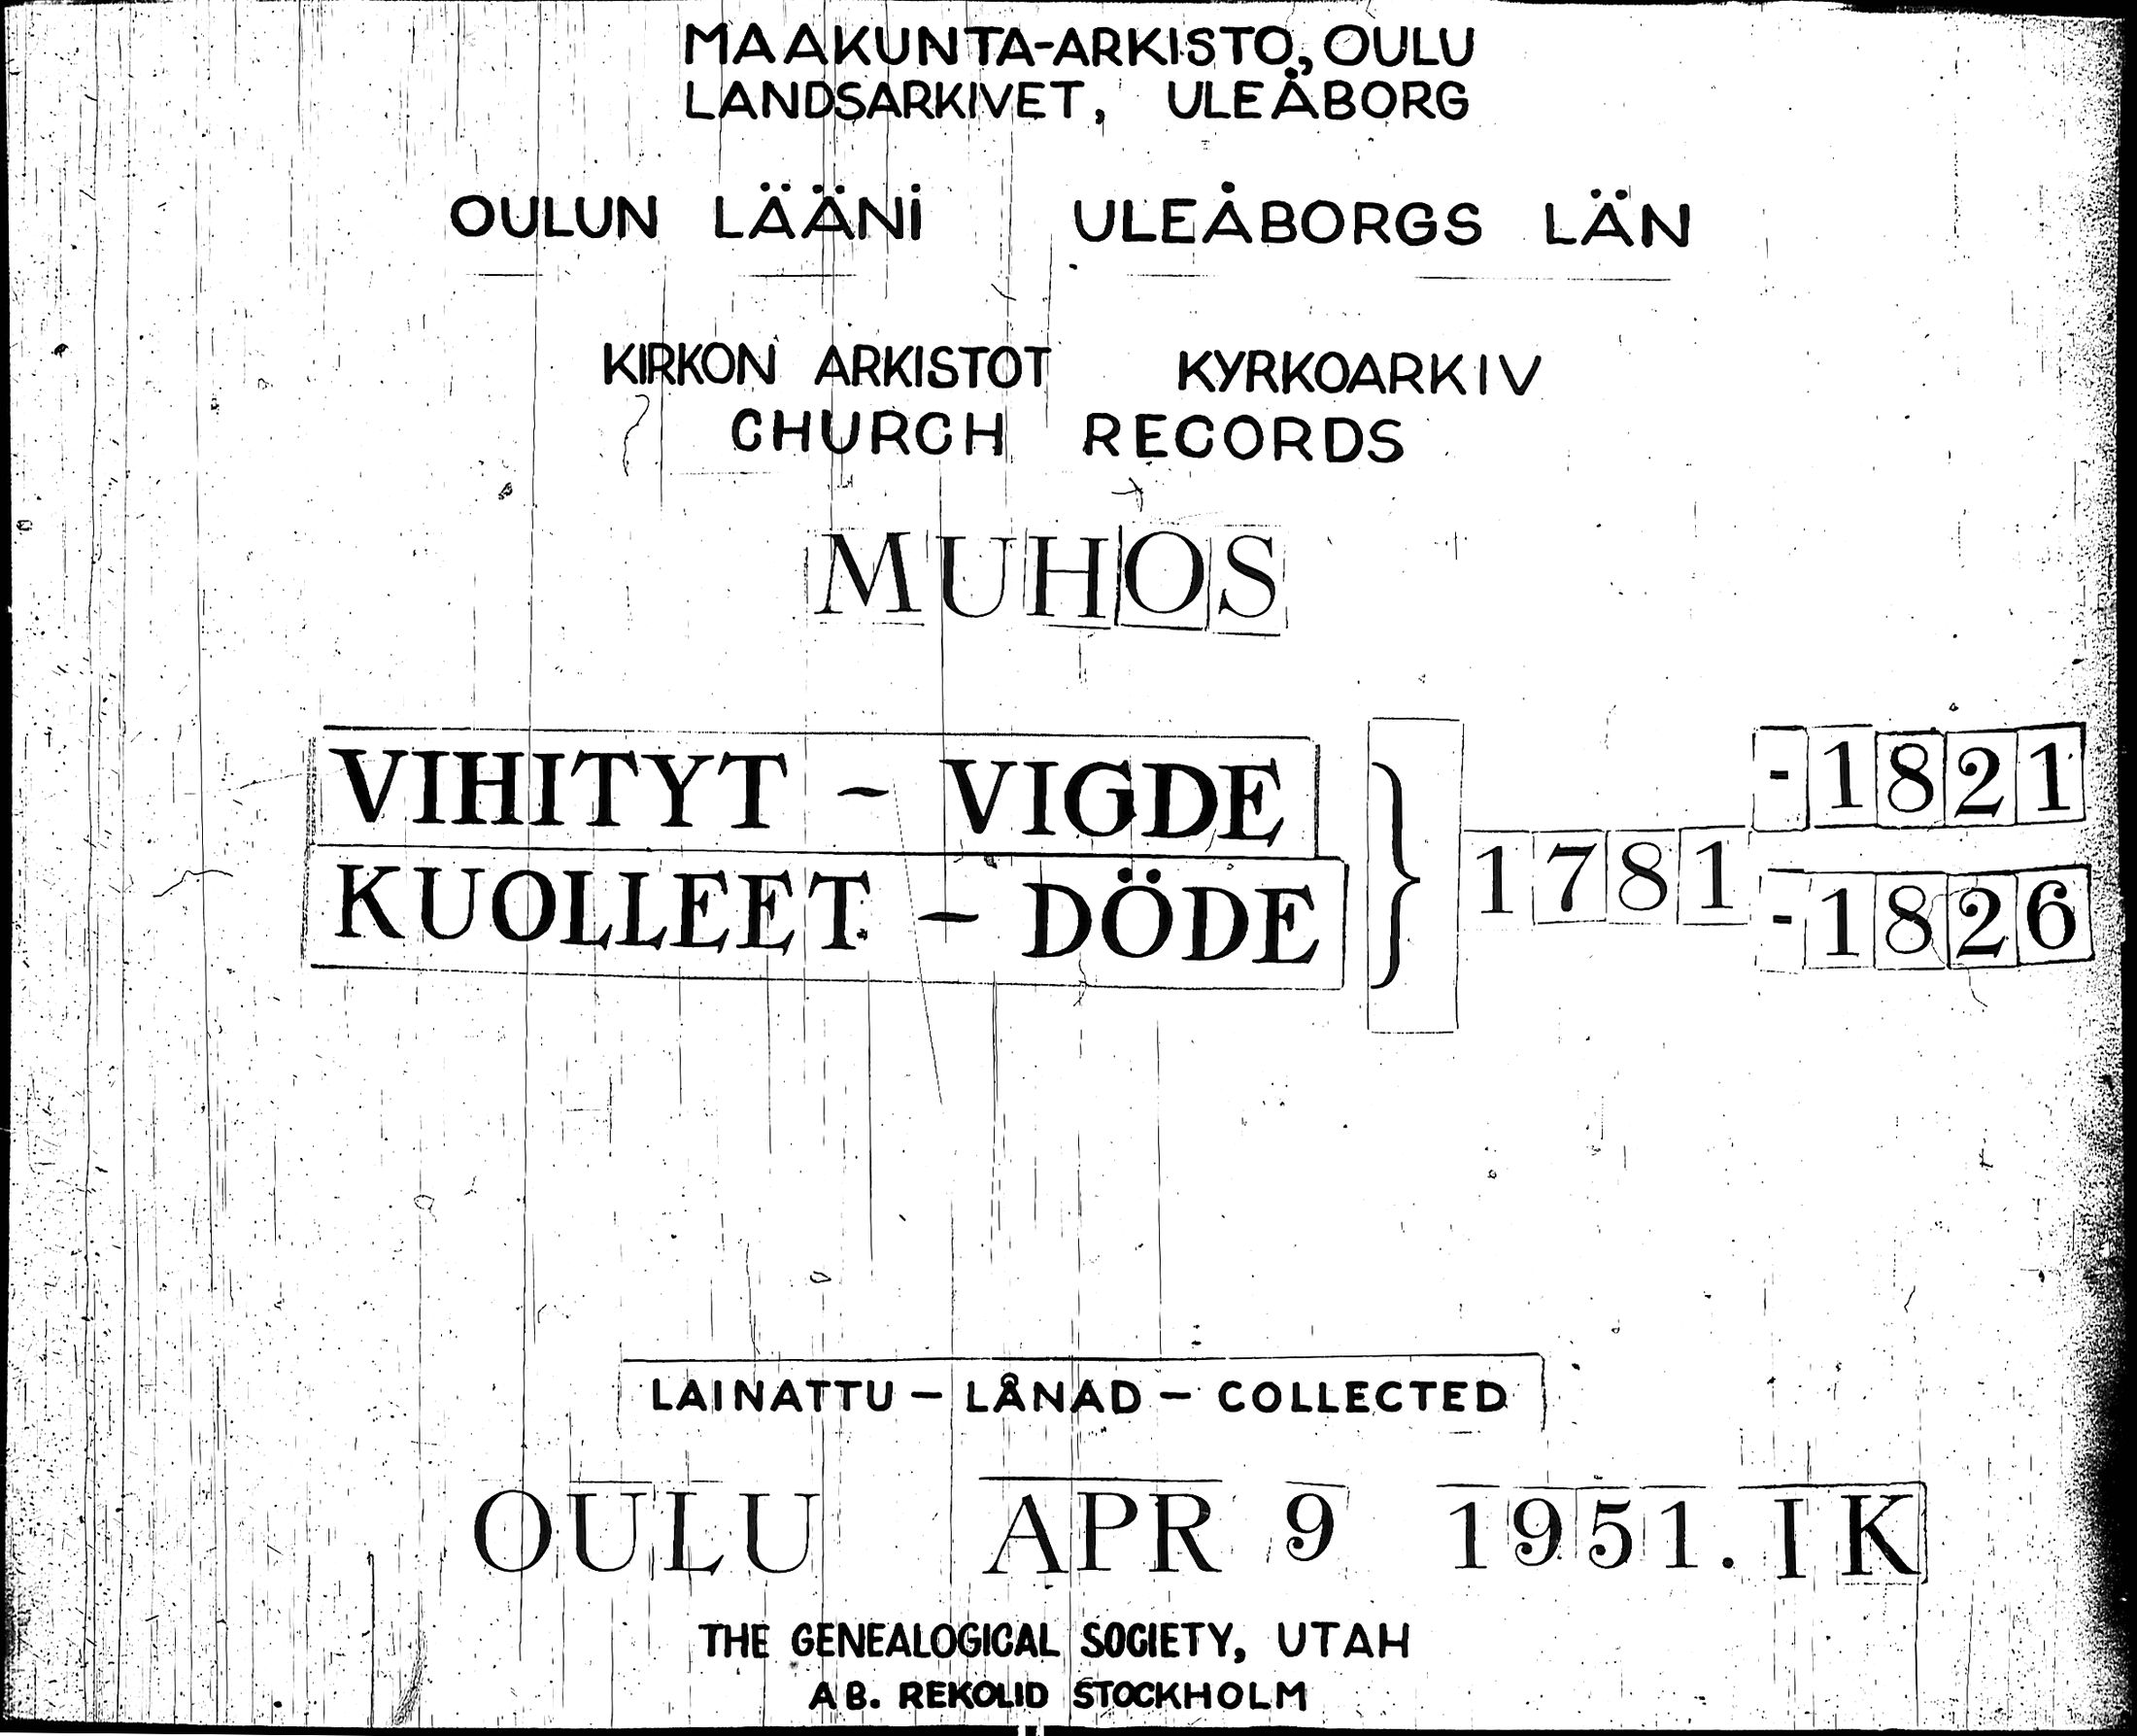 MAAKUNTA-ARKISTO, OULU
LANDSARKIVET, ULEÅBORG
OULUN LÄÄNI ULEÅBORGS LÄN
KIRKON ARKISTOT KYRKOARKIV
CHURCH RECORDS
MUHOS
VIHITYT - VIGDE
KUOLLEET - DÖDE
} 1781 -1821
-1826
LAINATTU - LÅNAD - COLLECTED
OULU APR 9 1951. IK
THE GENEALOGICAL SOCIETY, UTAH
AB. REKOLID STOCKHOLM